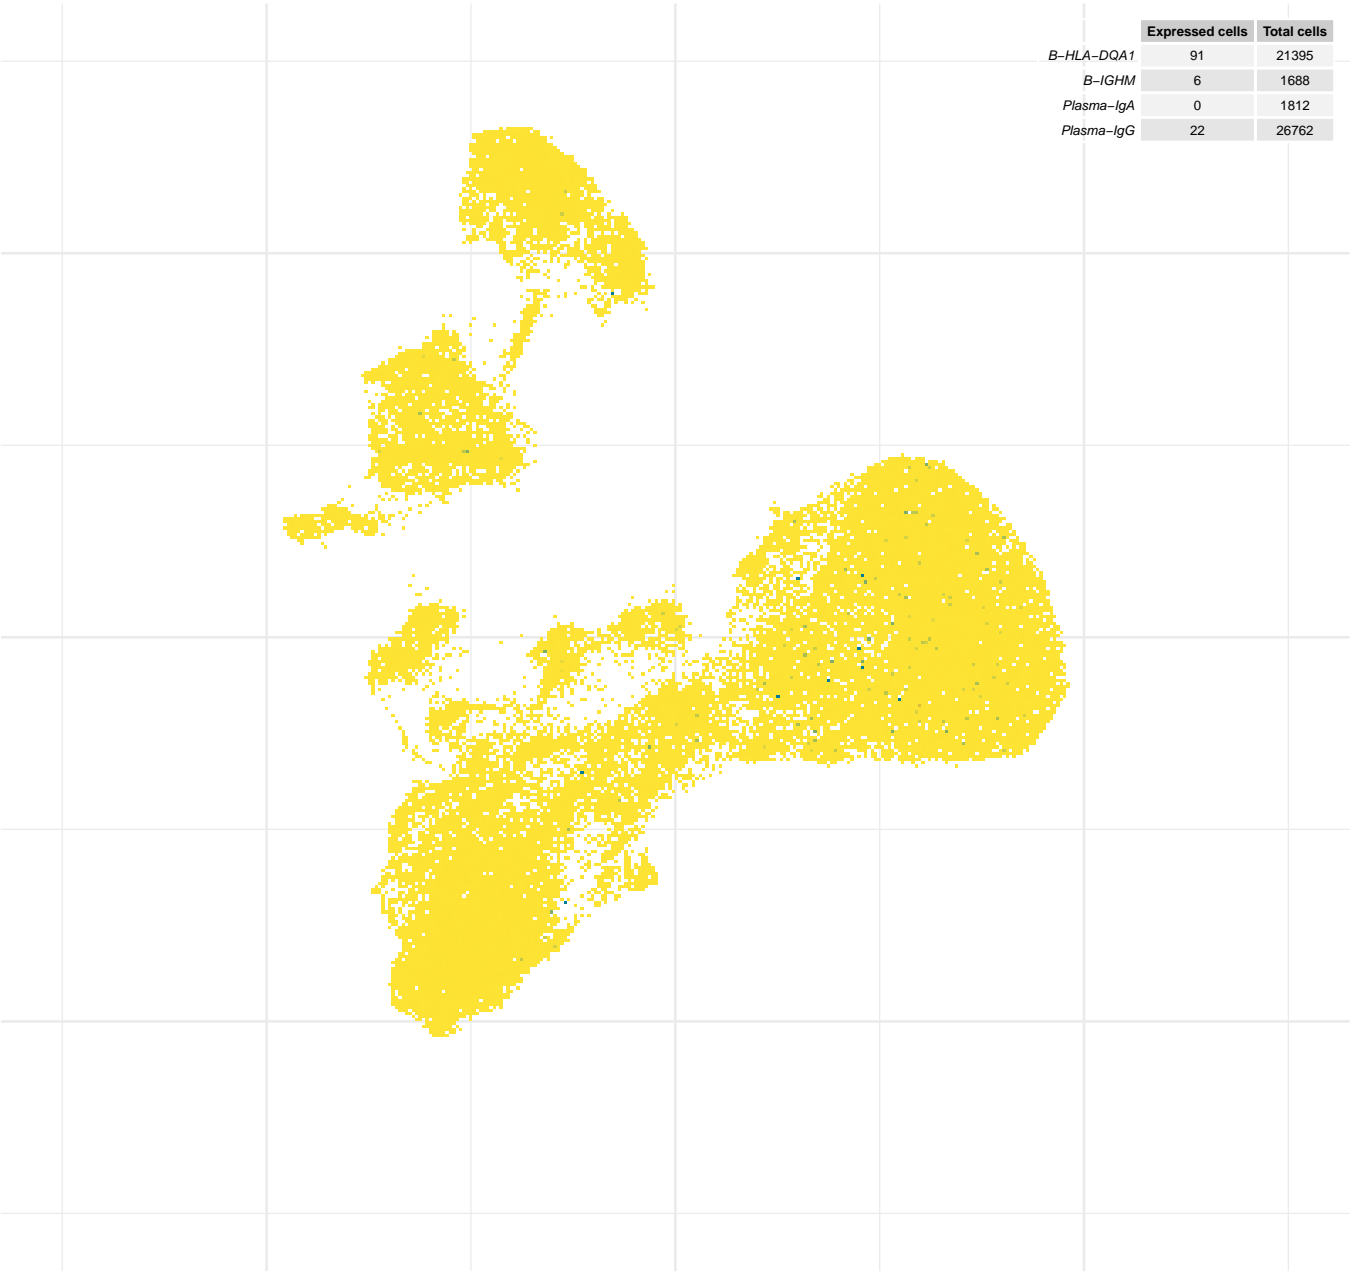 Expressed cells Total cells
B−HLA−DQA1 91 21395
B−IGHM 6 1688
Plasma−IgA 0 1812
Plasma−IgG 22 26762